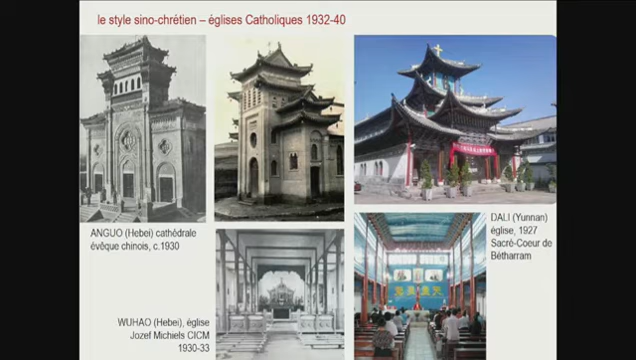 le style sino-chrétien – églises Catholiques 1932-40
ANGUO (Hebei) cathédrale
évêque chinois, c.1930
DALI (Yunnan)
église, 1927
Sacré-Coeur de
Bétharram
WUHAO (Hebei), église
Jozef Michiels CICM
1930-33